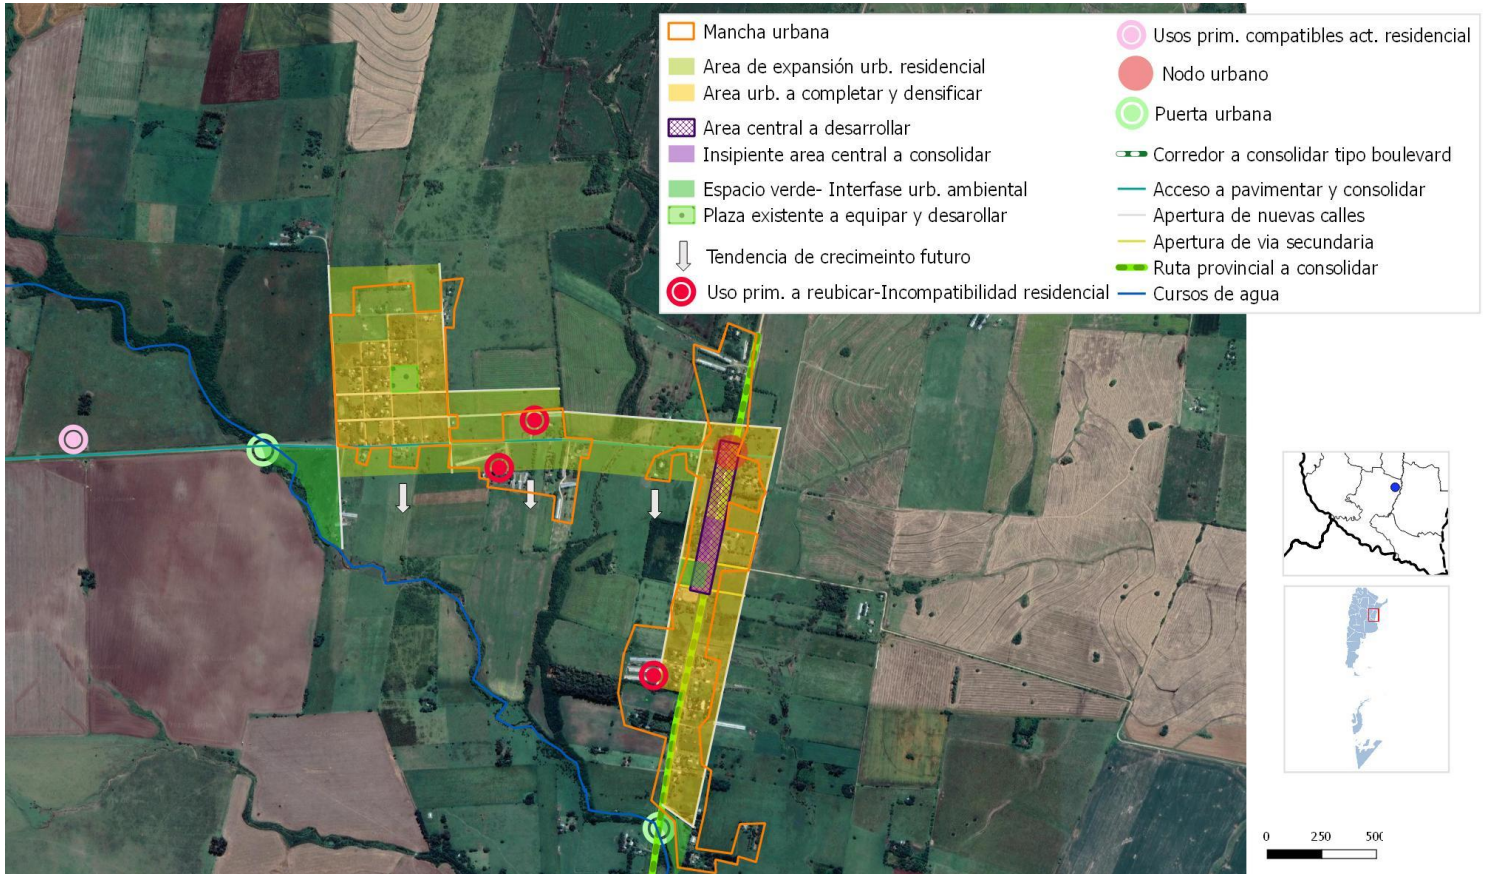 Mancha urbana
Area de expansión urb. residencial
Area urb. a completar y densificar
Area central a desarrollar
Insipiente area central a consolidar
Espacio verde- Interfase urb. ambiental
Plaza existente a equipar y desarollar
Tendencia de crecimeinto futuro
Uso prim. a reubicar-Incompatibilidad residencial
Usos prim. compatibles act. residencial
Nodo urbano
Puerta urbana
Corredor a consolidar tipo boulevard
Acceso a pavimentar y consolidar
Apertura de nuevas calles
Apertura de via secundaria
Ruta provincial a consolidar
Cursos de agua
0 250 500